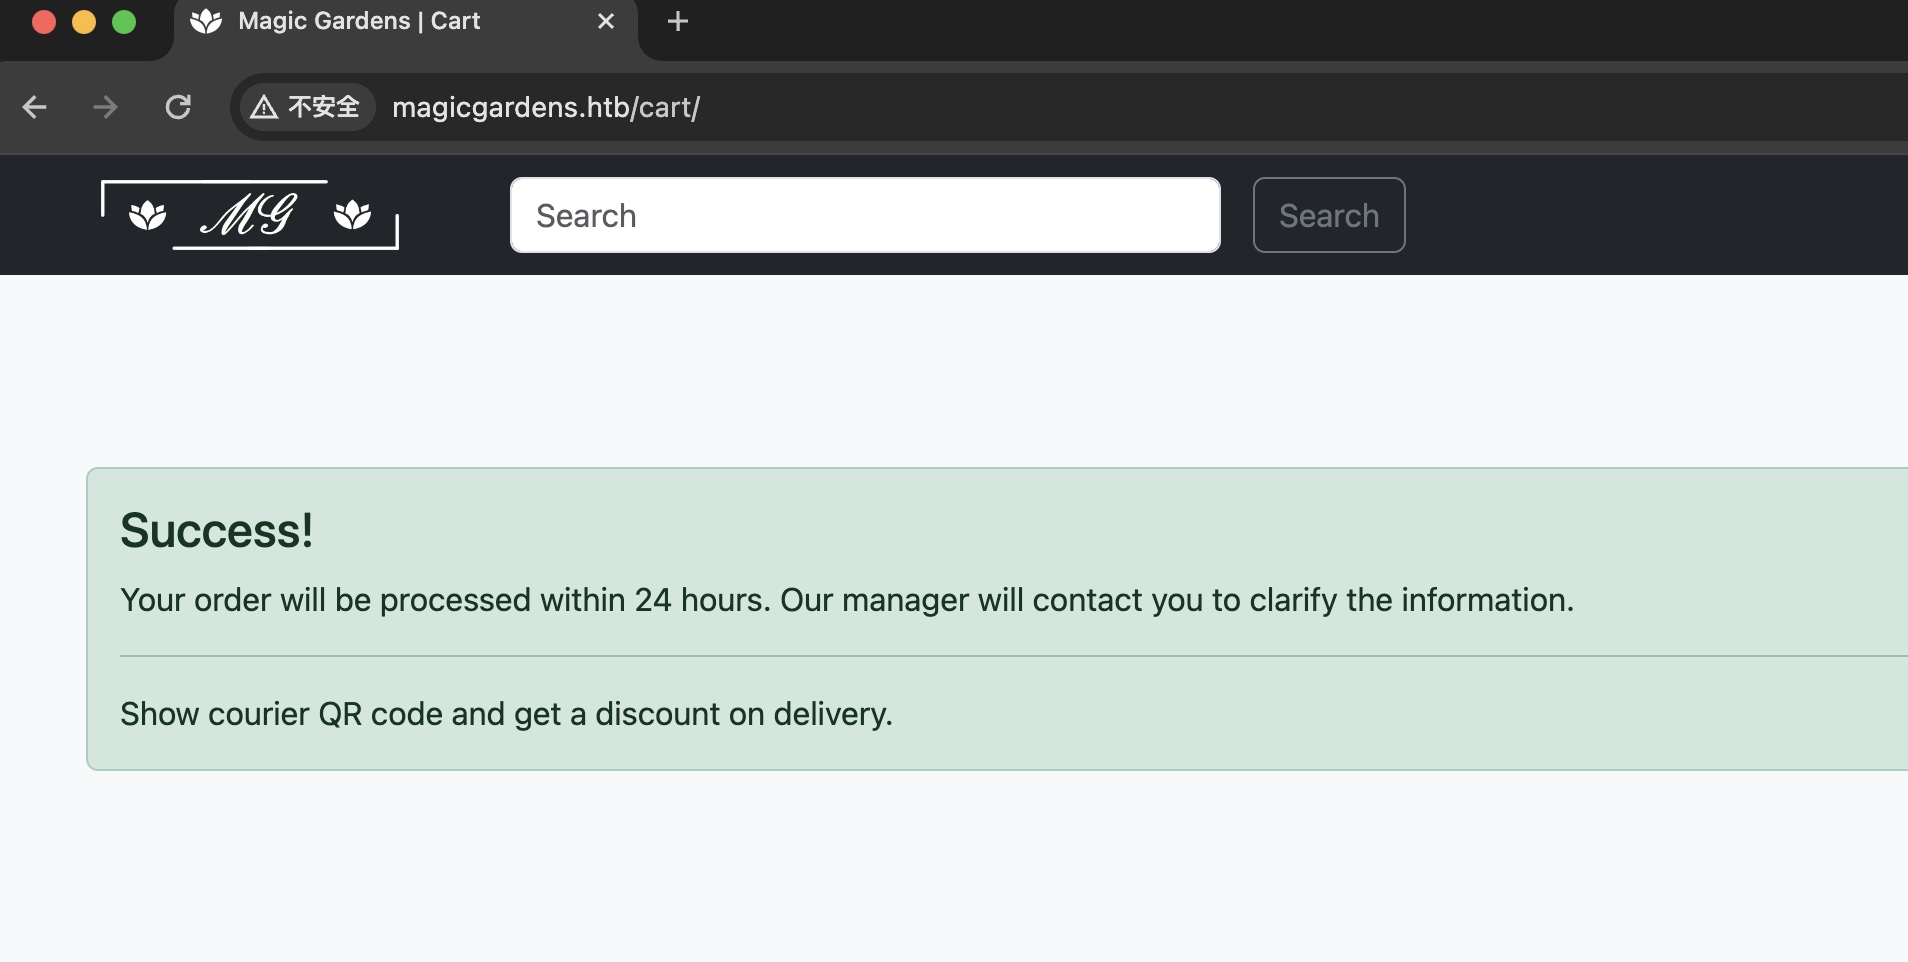 Magic Gardens | Cart
不安全 magicgardens.htb/cart/
MG Search Search
Success!
Your order will be processed within 24 hours. Our manager will contact you to clarify the information.
Show courier QR code and get a discount on delivery.